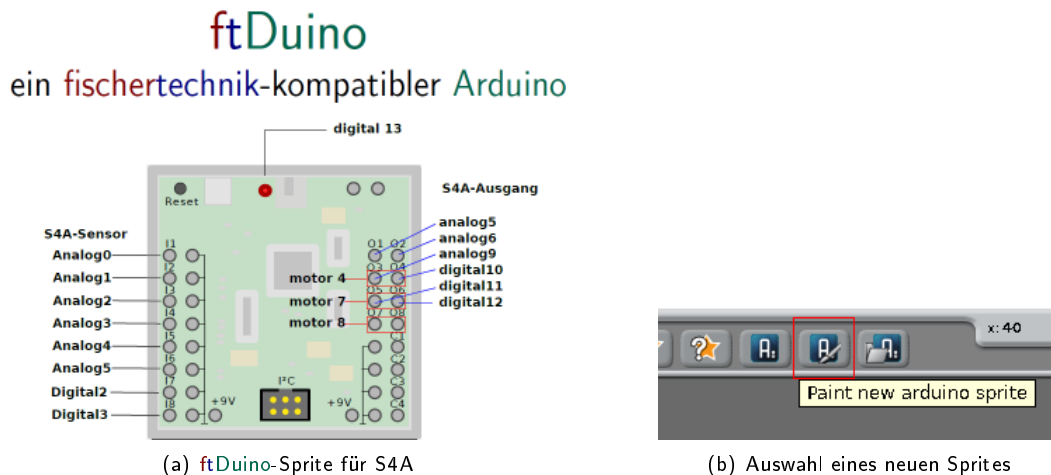 ftDuino
ein fischertechnik-kompatibler Arduino
digital 13
Reset
S4A-Ausgang
S4A-Sensor
analog5
analog6
analog9
digital10
digital11
digital12
I1
Analog0
I2
Analog1
I3
Analog2
I4
Analog3
I5
Analog4
I6
Analog5
I7
Digital2
I8
Digital3
O1 O2
O3 O4
motor 4
O5 O6
motor 7
O7 O8
motor 8
C1
C2
C3
C4
I²C
+9V
+9V
(a) ftDuino-Sprite für S4A
x: 40
?
A:
A:
A:
Paint new arduino sprite
(b) Auswahl eines neuen Sprites